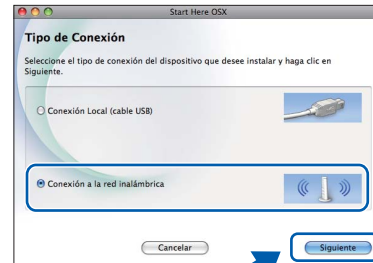 Start Here OSX
Tipo de Conexión
Seleccione el tipo de conexión del dispositivo que desee instalar y haga clic en
Siguiente.
Conexión Local (cable USB)
Conexión a la red inalámbrica
Cancelar
Siguiente